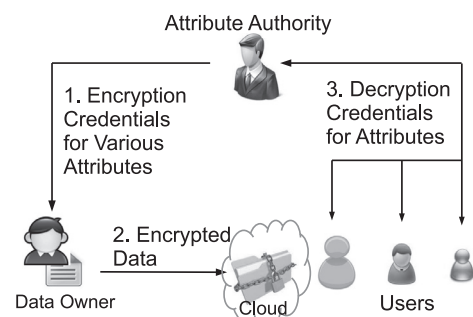 Attribute Authority
1. Encryption
Credentials
for Various
Attributes
3. Decryption
Credentials
for Attributes
2. Encrypted
Data
Data Owner
Cloud
Users